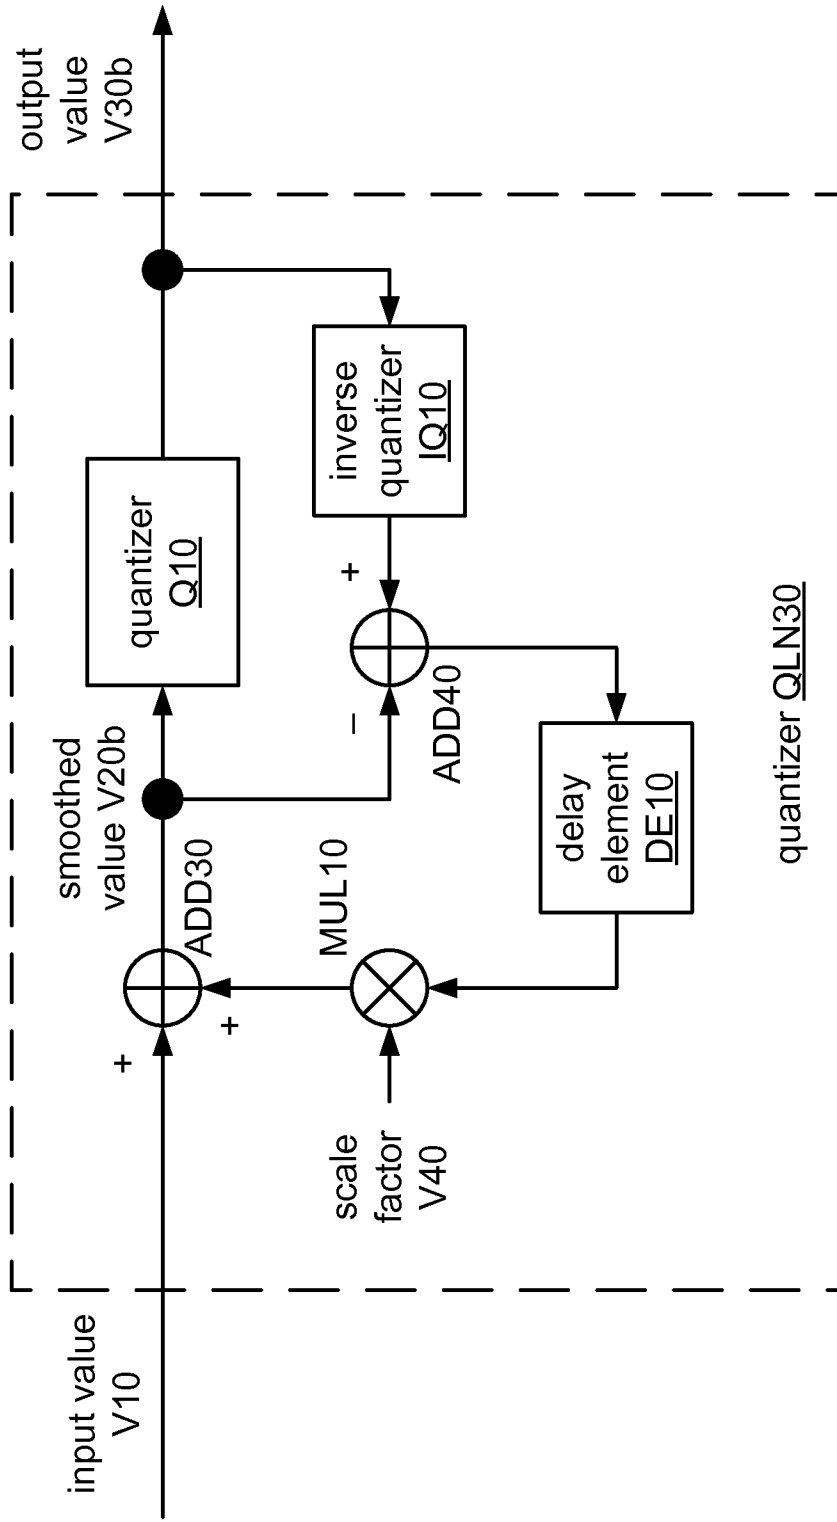 input value
V10
+
+
ADD30
smoothed
value V20b
quantizer
Q10
output
value
V30b
scale
factor
V40
MUL10
–
ADD40
+
inverse
quantizer
IQ10
delay
element
DE10
quantizer QLN30